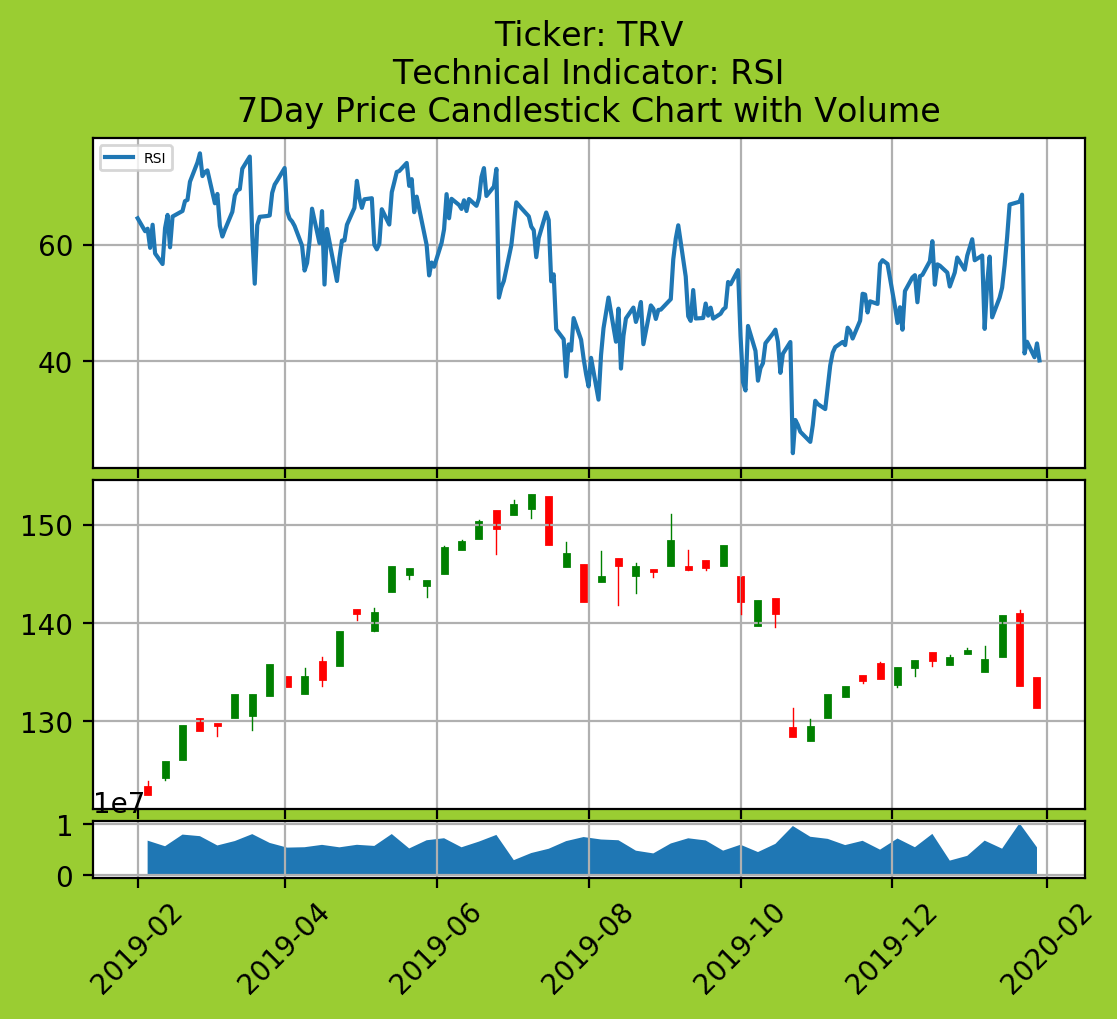 Ticker: TRV
Technical Indicator: RSI
7Day Price Candlestick Chart with Volume
RSI
60
40
150
140
130
1e7
1
0
2019-02
2019-04
2019-06
2019-08
2019-10
2019-12
2020-02